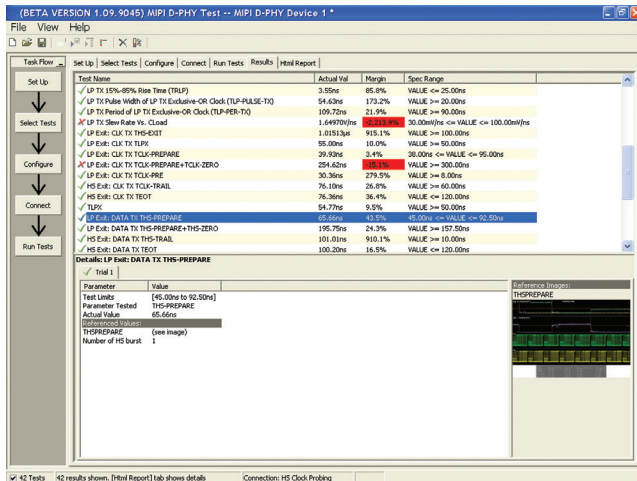 (BETA VERSION 1.09.9045) MIPI D-PHY Test -- MIPI D-PHY Device 1 *
File View Help
Task Flow
Set Up Select Tests Configure Connect Run Tests Results Html Report
Set Up
Select Tests
Configure
Connect
Run Tests
Test Name Actual Val Margin Spec Range
LP TX 15%-85% Rise Time (TRLP) 3.55ns 85.8% VALUE <= 25.00ns
LP TX Pulse Width of LP TX Exclusive-OR Clock (TLP-PULSE-TX) 54.63ns 173.2% VALUE >= 20.00ns
LP TX Period of LP TX Exclusive-OR Clock (TLP-PER-TX) 109.72ns 21.9% VALUE >= 90.00ns
LP TX Slew Rate Vs. CLoad 1.64970V/ns -2,213.9% 30.00mV/ns <= VALUE <= 100.00mV/ns
LP Exit: CLK TX THS-EXIT 1.01513µs 915.1% VALUE >= 100.00ns
LP Exit: CLK TX TLPX 55.00ns 10.0% VALUE >= 50.00ns
LP Exit: CLK TX TCLK-PREPARE 39.93ns 3.4% 38.00ns <= VALUE <= 95.00ns
LP Exit: CLK TX TCLK-PREPARE+TCLK-ZERO 254.62ns -15.1% VALUE >= 300.00ns
LP Exit: CLK TX TCLK-PRE 30.36ns 279.5% VALUE >= 8.00ns
HS Exit: CLK TX TCLK-TRAIL 76.10ns 26.8% VALUE >= 60.00ns
HS Exit: CLK TX TEOT 76.36ns 36.4% VALUE <= 120.00ns
TLPX 54.77ns 9.5% VALUE >= 50.00ns
LP Exit: DATA TX THS-PREPARE 65.66ns 43.5% 45.00ns <= VALUE <= 92.50ns
LP Exit: DATA TX THS-PREPARE+THS-ZERO 195.75ns 24.3% VALUE >= 157.50ns
HS Exit: DATA TX THS-TRAIL 101.01ns 910.1% VALUE >= 10.00ns
HS Exit: DATA TX TEOT 100.20ns 16.5% VALUE <= 120.00ns
Details: LP Exit: DATA TX THS-PREPARE
Trial 1
Parameter Value
Test Limits [45.00ns to 92.50ns]
Parameter Tested THS-PREPARE
Actual Value 65.66ns
Referenced Values:
THSPREPARE (see image)
Number of HS burst 1
Reference Images:
THSPREPARE
42 Tests 42 results shown. [Html Report] tab shows details Connection: HS Clock Probing